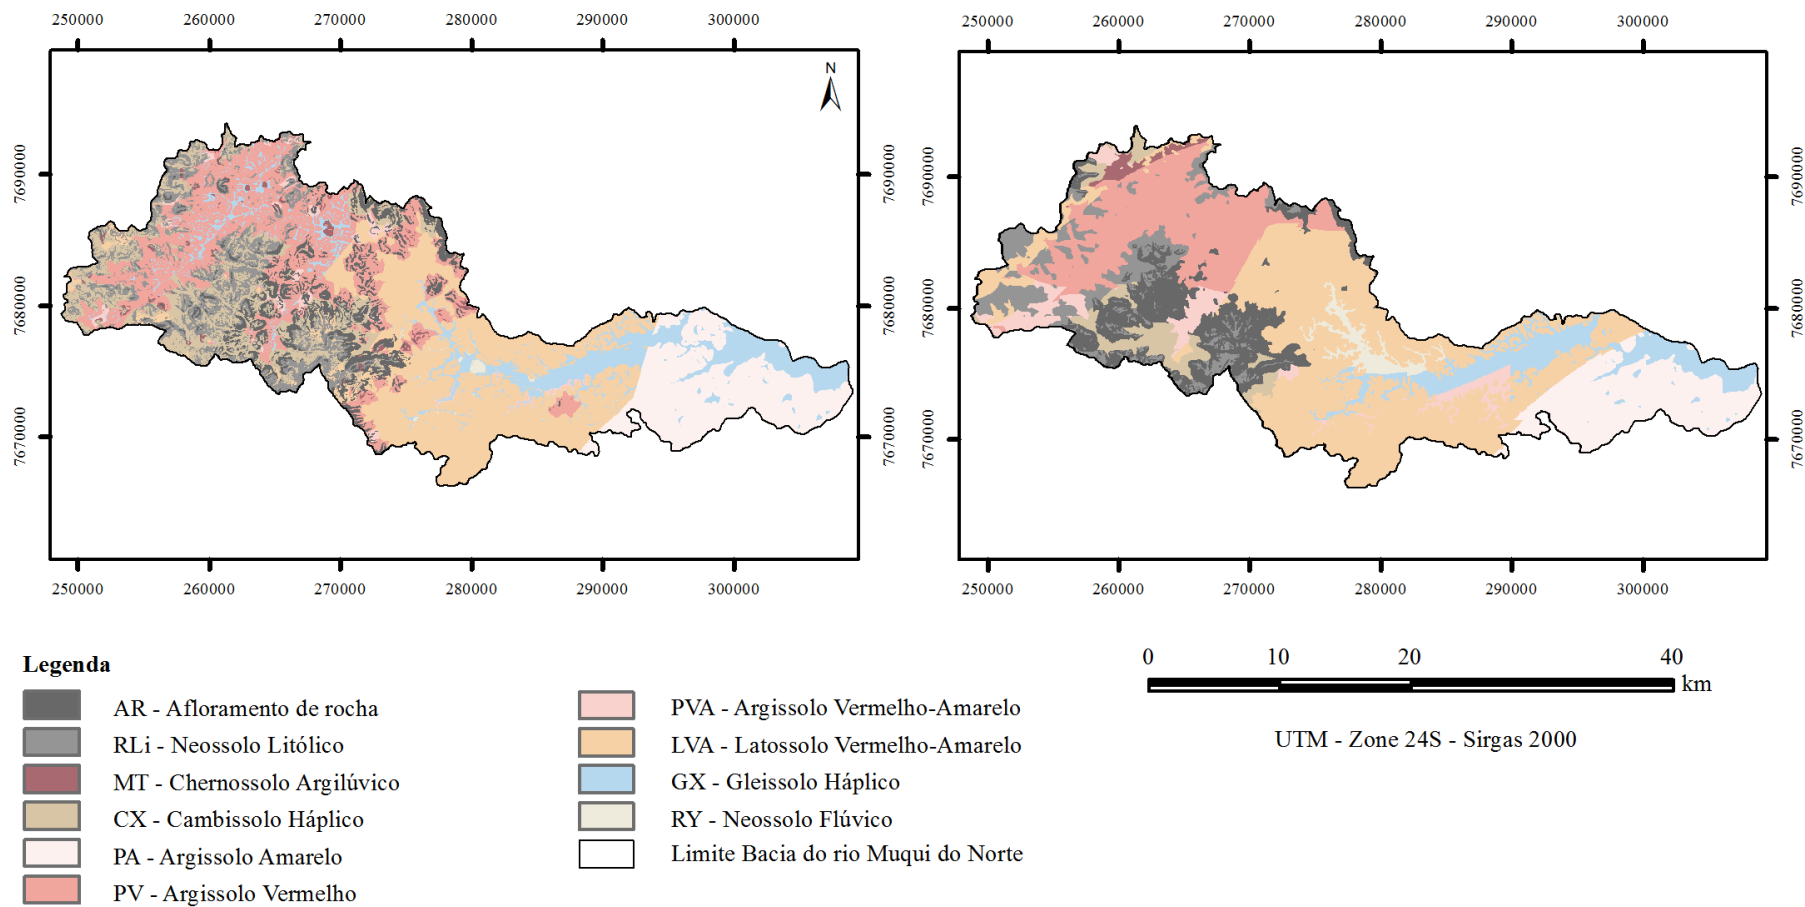 250000 260000 270000 280000 290000 300000
250000 260000 270000 280000 290000 300000
N
7690000 7690000 7690000 7690000
7680000 7680000 7680000 7680000
7670000 7670000 7670000 7670000
250000 260000 270000 280000 290000 300000
250000 260000 270000 280000 290000 300000
Legenda
AR - Afloramento de rocha
RLi - Neossolo Litólico
MT - Chernossolo Argilúvico
CX - Cambissolo Háplico
PA - Argissolo Amarelo
PV - Argissolo Vermelho
PVA - Argissolo Vermelho-Amarelo
LVA - Latossolo Vermelho-Amarelo
GX - Gleissolo Háplico
RY - Neossolo Flúvico
Limite Bacia do rio Muqui do Norte
0 10 20 40
km
UTM - Zone 24S - Sirgas 2000